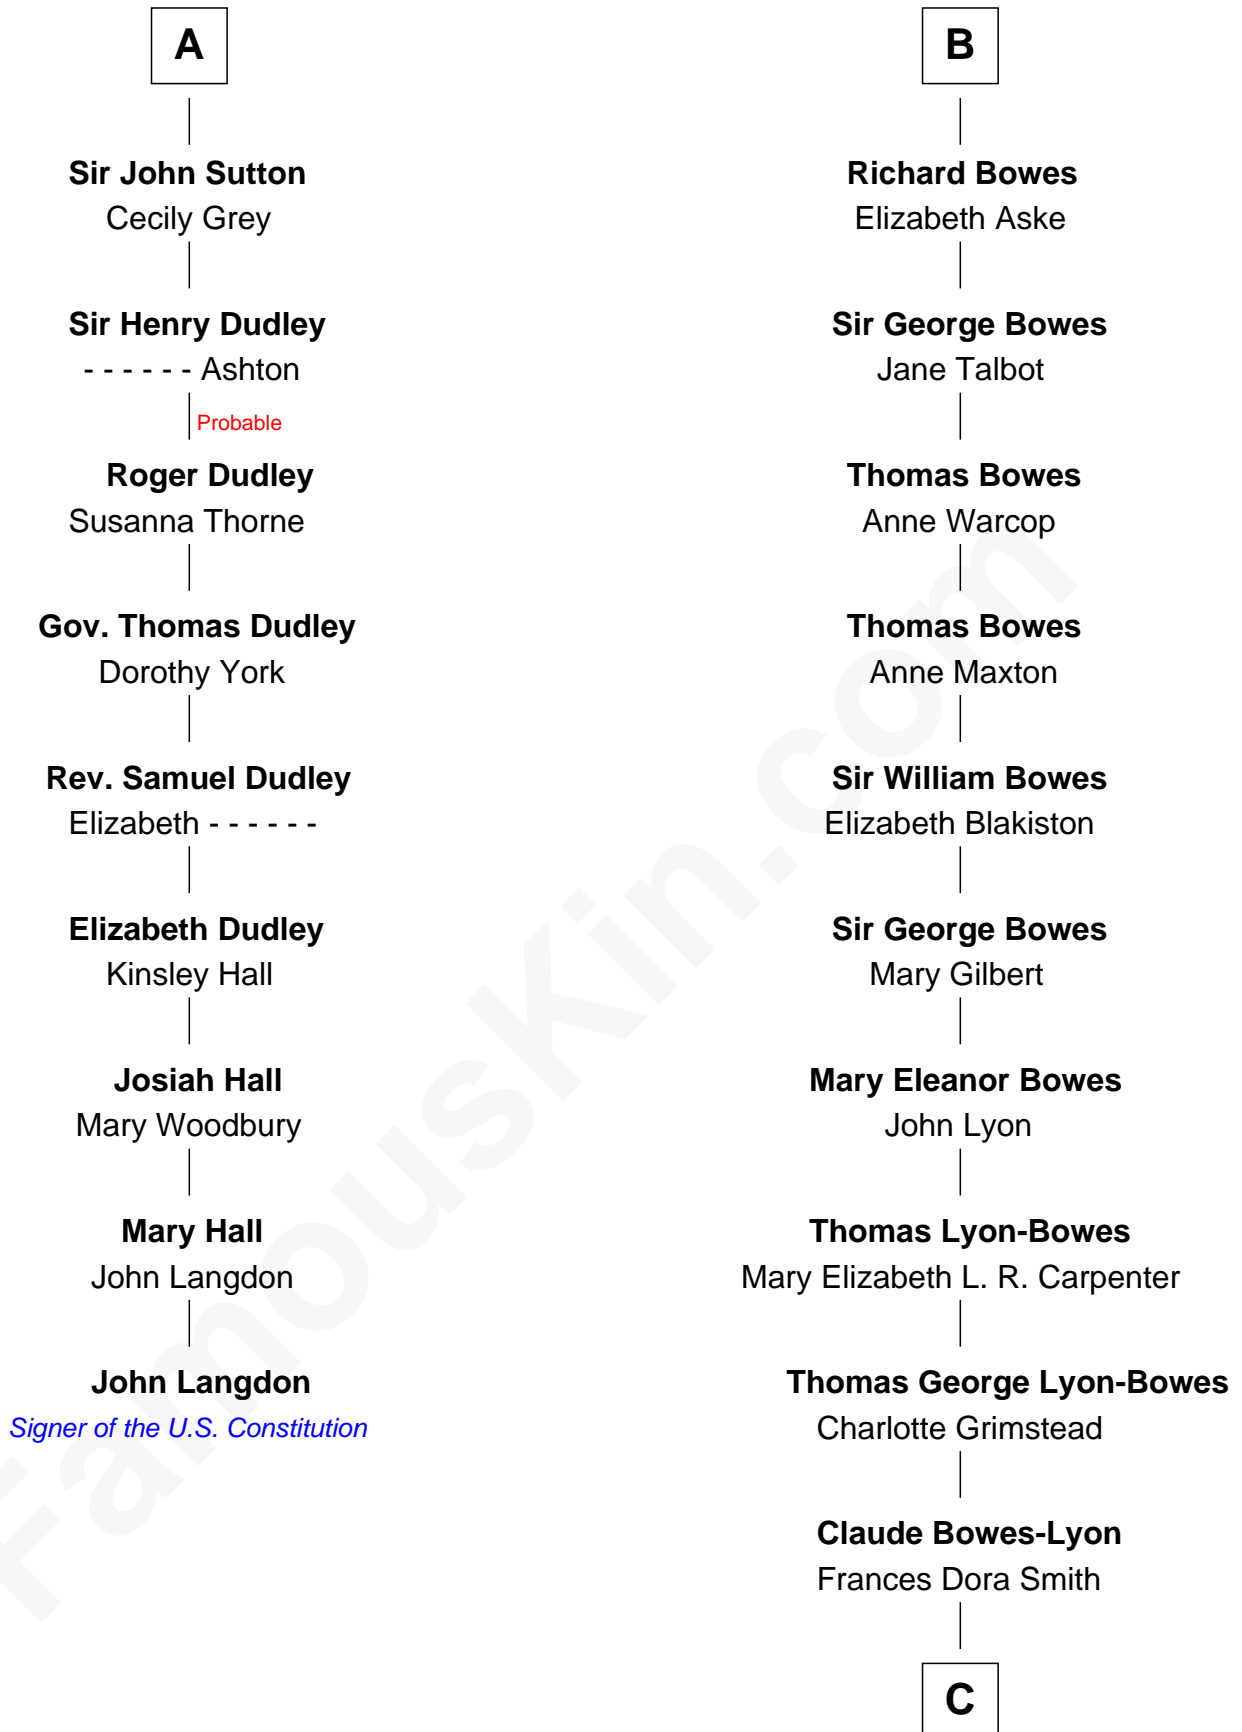 A
Sir John Sutton
Cecily Grey
Sir Henry Dudley
- - - - - - Ashton
Probable
Roger Dudley
Susanna Thorne
Gov. Thomas Dudley
Dorothy York
Rev. Samuel Dudley
Elizabeth - - - - - -
Elizabeth Dudley
Kinsley Hall
Josiah Hall
Mary Woodbury
Mary Hall
John Langdon
John Langdon
Signer of the U.S. Constitution
B
Richard Bowes
Elizabeth Aske
Sir George Bowes
Jane Talbot
Thomas Bowes
Anne Warcop
Thomas Bowes
Anne Maxton
Sir William Bowes
Elizabeth Blakiston
Sir George Bowes
Mary Gilbert
Mary Eleanor Bowes
John Lyon
Thomas Lyon-Bowes
Mary Elizabeth L. R. Carpenter
Thomas George Lyon-Bowes
Charlotte Grimstead
Claude Bowes-Lyon
Frances Dora Smith
C
FamousKin.com